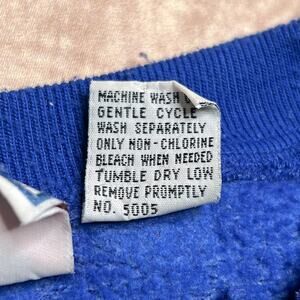 MACHINE WASH
GENTLE CYCLE
WASH SEPARATELY
ONLY NON-CHLORINE
BLEACH WHEN NEEDED
TUMBLE DRY LOW
REMOVE PROMPTLY
NO. 5005